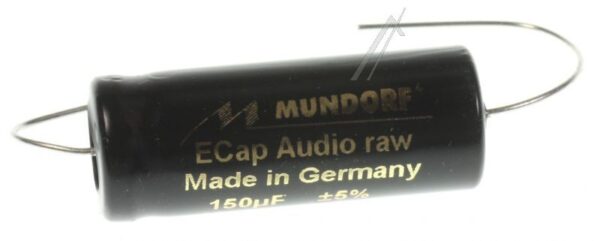 MUNDORF
ECap Audio raw
Made in Germany
150µF ±5%